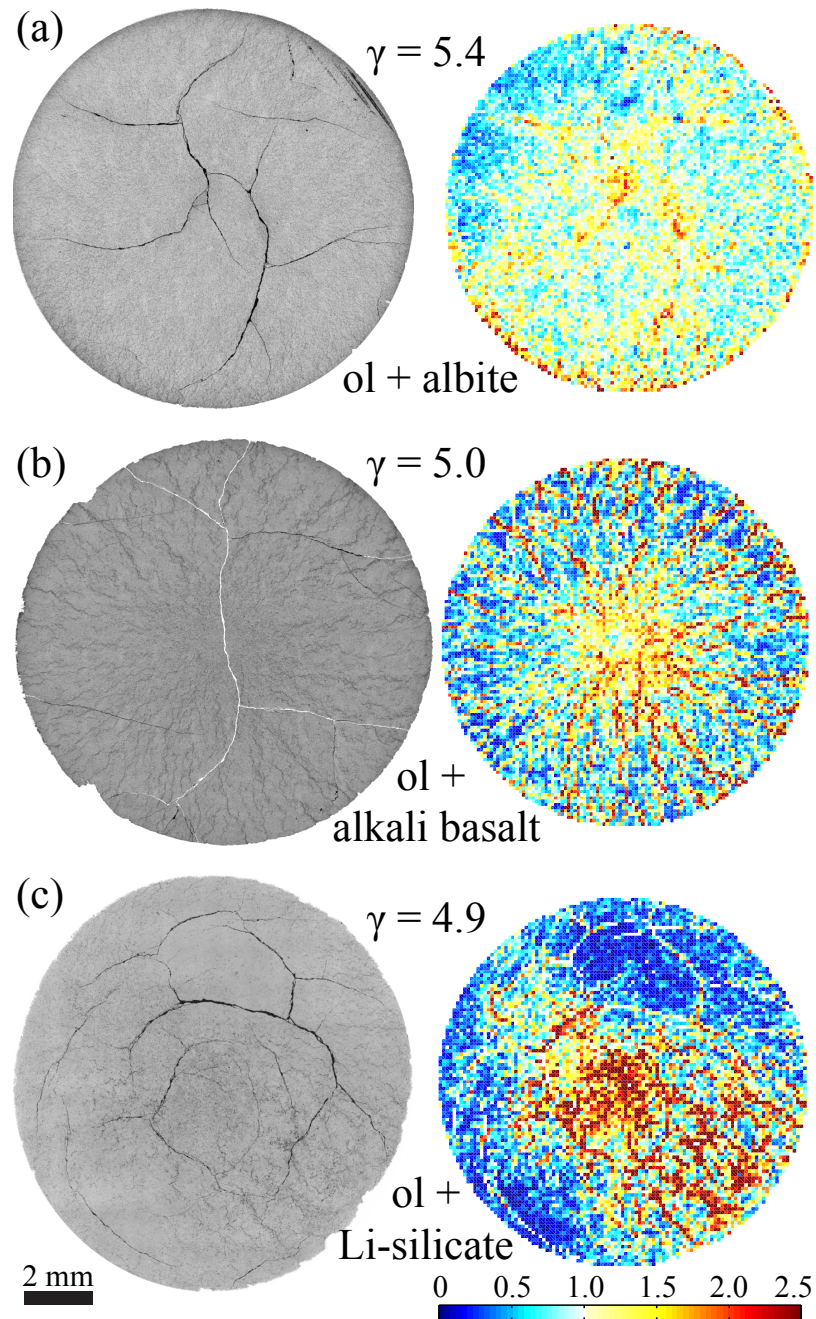 (a)
γ = 5.4
ol + albite
(b)
γ = 5.0
ol +
alkali basalt
(c)
γ = 4.9
ol +
Li-silicate
2 mm
0 0.5 1.0 1.5 2.0 2.5